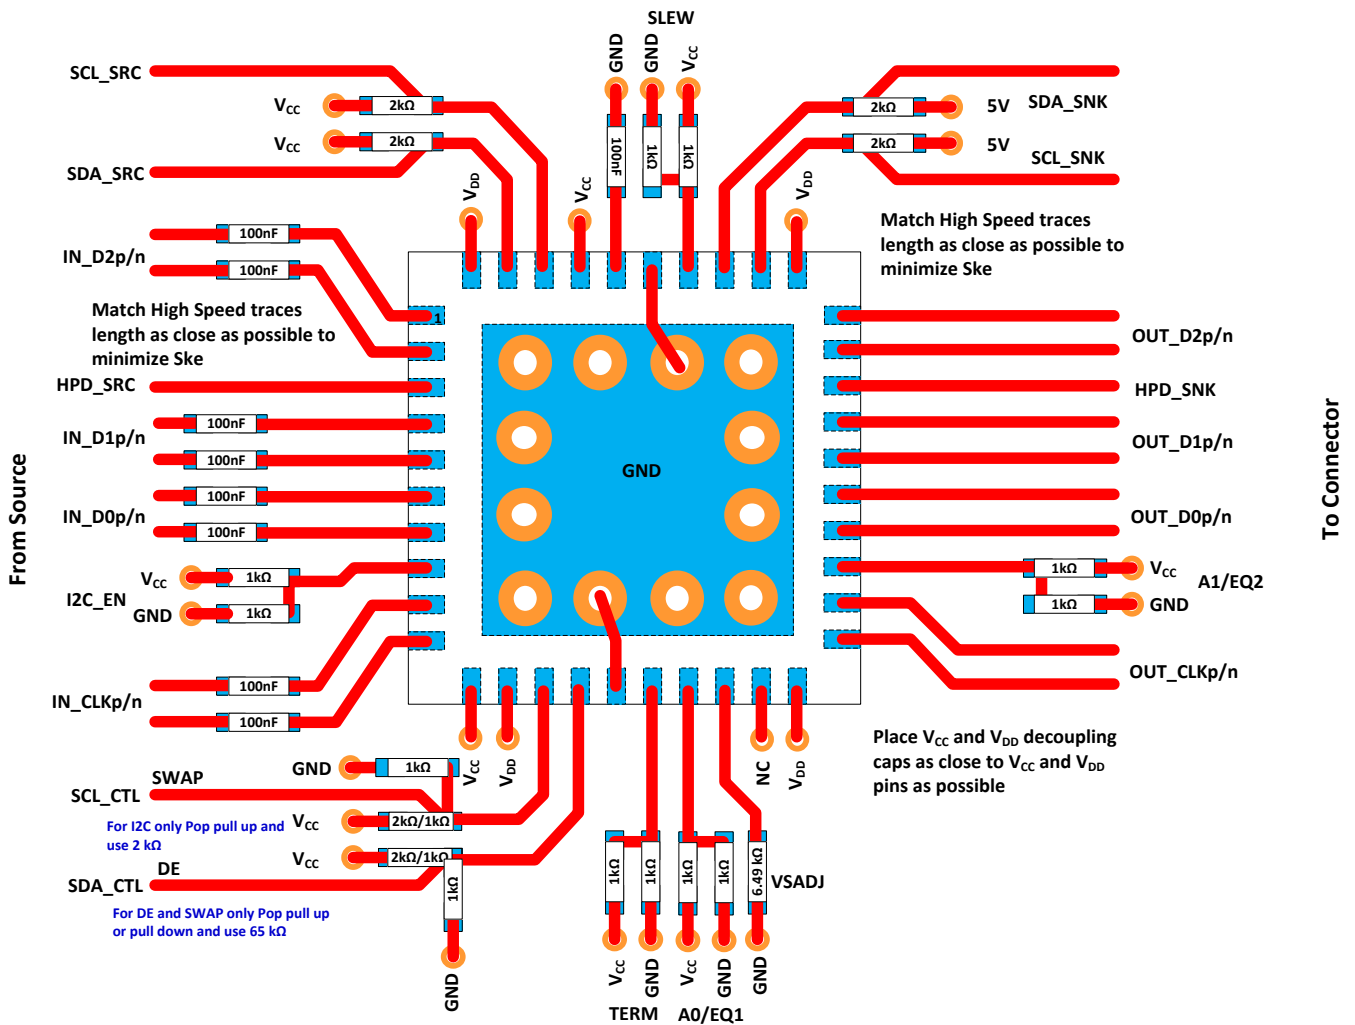 SLEW
GND
GND
VCC
SCL_SRC
VCC
2kΩ
VCC
2kΩ
SDA_SRC
VDD
VCC
100nF
1kΩ
1kΩ
2kΩ
5V
SDA_SNK
2kΩ
5V
SCL_SNK
VDD
Match High Speed traces
length as close as possible to
minimize Ske
100nF
IN_D2p/n
100nF
Match High Speed traces
length as close as possible to
minimize Ske
1
HPD_SRC
100nF
IN_D1p/n
100nF
100nF
IN_D0p/n
100nF
VCC
1kΩ
I2C_EN
GND
1kΩ
100nF
IN_CLKp/n
100nF
From Source
GND
OUT_D2p/n
HPD_SNK
OUT_D1p/n
OUT_D0p/n
1kΩ
VCC
A1/EQ2
1kΩ
GND
OUT_CLKp/n
To Connector
Place VCC and VDD decoupling
caps as close to VCC and VDD
pins as possible
VCC
VDD
NC
VDD
GND
1kΩ
SWAP
SCL_CTL
VCC
2kΩ/1kΩ
For I2C only Pop pull up and
use 2 kΩ
VCC
2kΩ/1kΩ
DE
SDA_CTL
1kΩ
For DE and SWAP only Pop pull up
or pull down and use 65 kΩ
GND
1kΩ
1kΩ
1kΩ
1kΩ
6.49 kΩ
VSADJ
VCC
GND
VCC
GND
GND
TERM
A0/EQ1